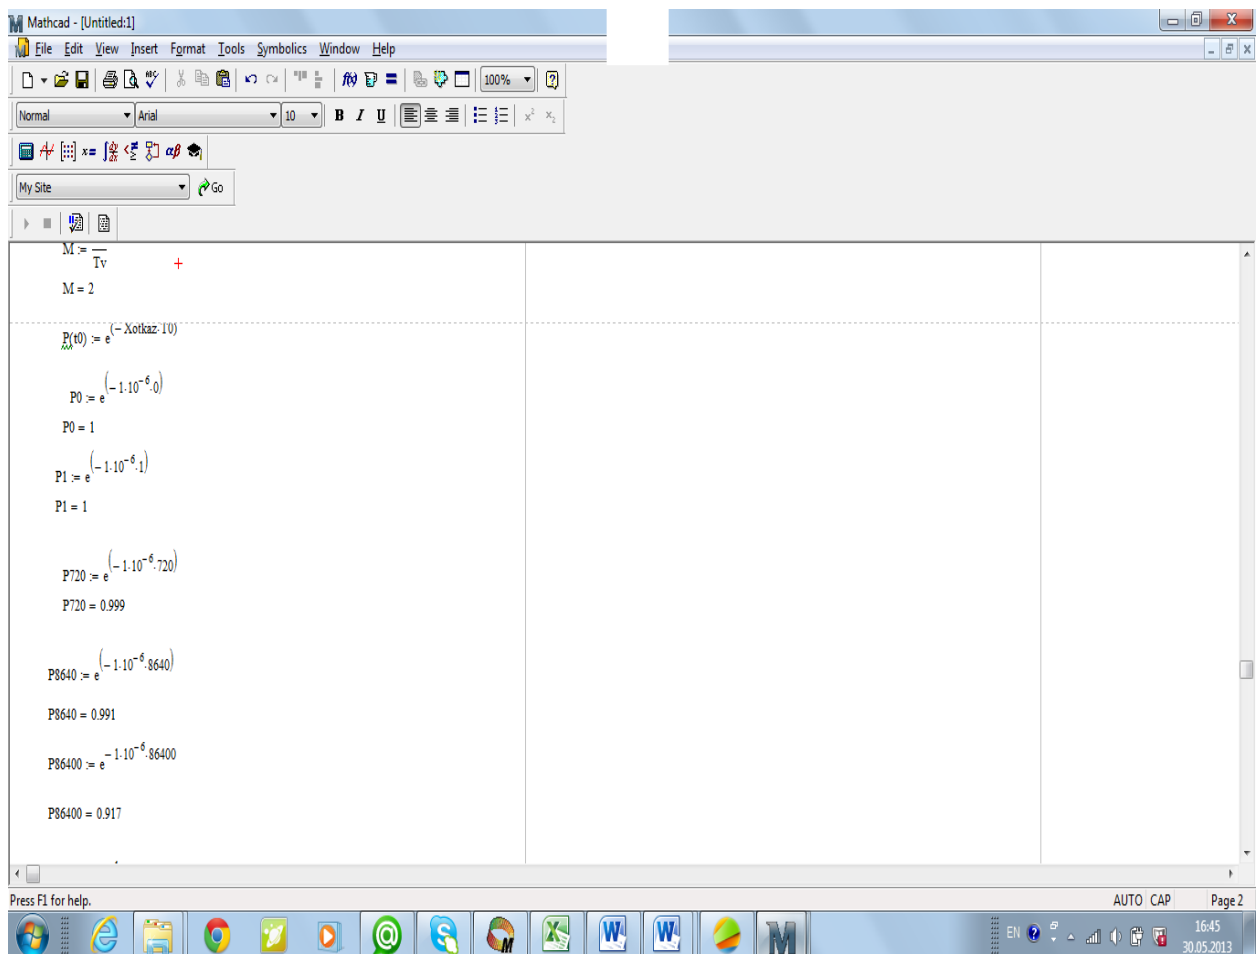 Mathcad - [Untitled:1]
File Edit View Insert Format Tools Symbolics Window Help
100%
Normal Arial 10 B I U
My Site Go
M := ― Tv
M = 2
P(t0) := e^(− Xotkaz·T0)
P0 := e^(− 1·10^−6·0)
P0 = 1
P1 := e^(− 1·10^−6·1)
P1 = 1
P720 := e^(− 1·10^−6·720)
P720 = 0.999
P8640 := e^(− 1·10^−6·8640)
P8640 = 0.991
P86400 := e^− 1·10^−6·86400
P86400 = 0.917
Press F1 for help. AUTO CAP Page 2
EN 16:45
30.05.2013